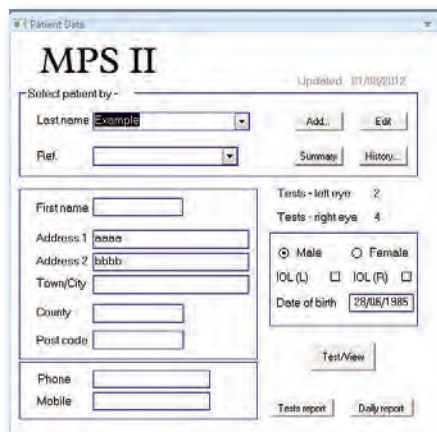 Patient Data
MPS II
Updated 01/08/2012
Select patient by -
Last name Example Add... Edit
Ref. Summary History...
First name
Address 1 aaaa
Address 2 bbbb
Town/City
County
Post code
Phone
Mobile
Tests - left eye 2
Tests - right eye 4
Male Female
IOL (L) IOL (R)
Date of birth 28/06/1985
Test/View
Tests report Daily report